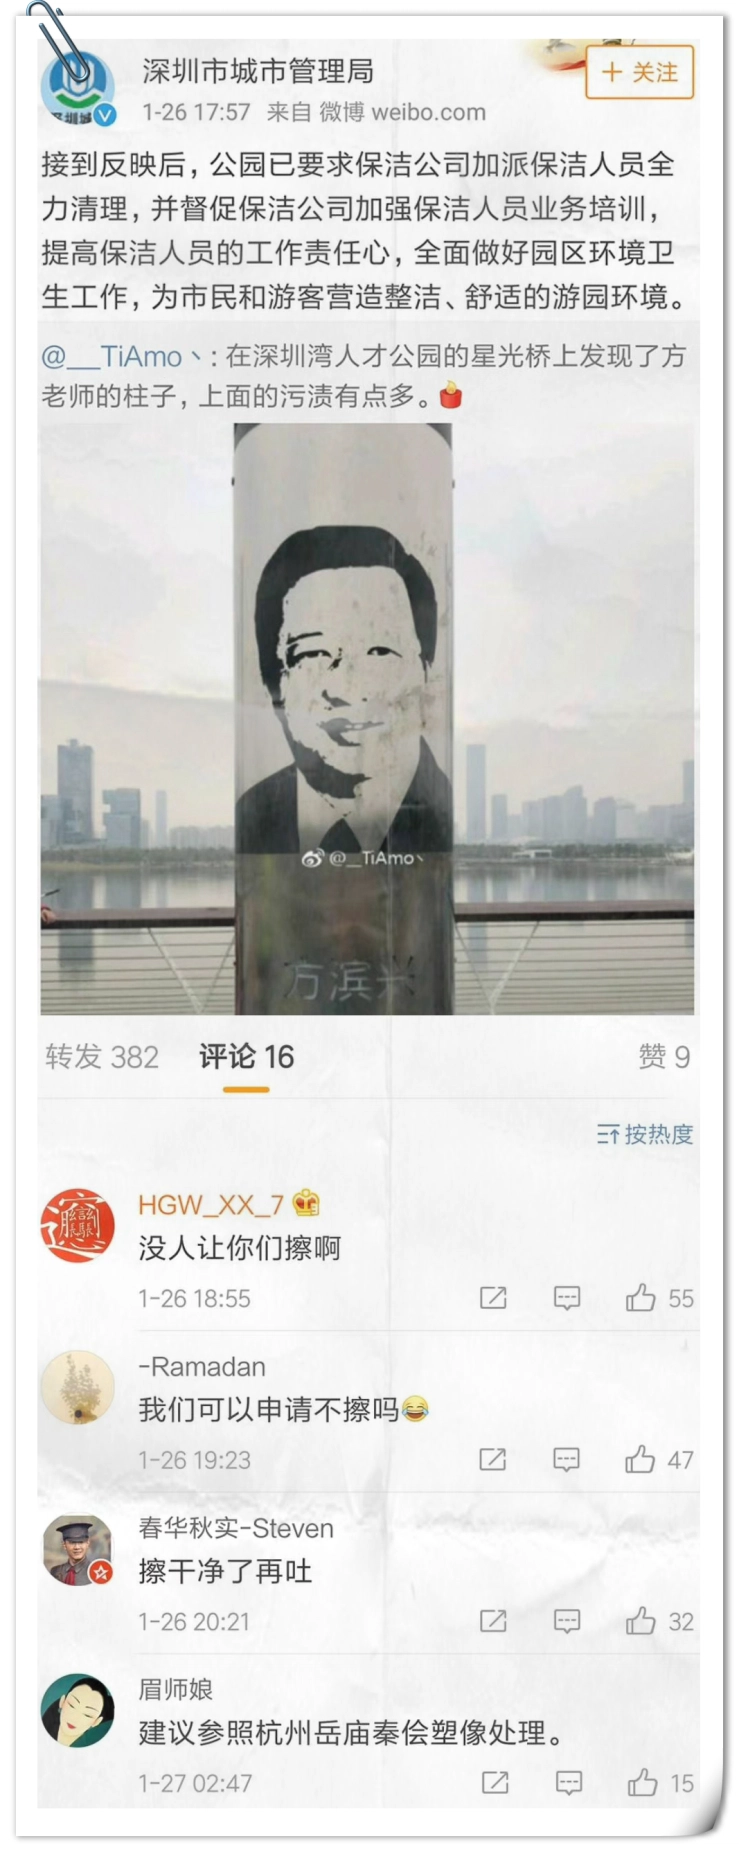 深圳市城市管理局
+ 关注
1-26 17:57 来自 微博 weibo.com
接到反映后，公园已要求保洁公司加派保洁人员全
力清理，并督促保洁公司加强保洁人员业务培训，
提高保洁人员的工作责任心，全面做好园区环境卫
生工作，为市民和游客营造整洁、舒适的游园环境。
@__TiAmo丶: 在深圳湾人才公园的星光桥上发现了方
老师的柱子，上面的污渍有点多。
@__TiAmo丶
方滨兴
转发 382 评论 16 赞 9
按热度
HGW_XX_7
没人让你们擦啊
1-26 18:55 55
-Ramadan
我们可以申请不擦吗😂
1-26 19:23 47
春华秋实-Steven
擦干净了再吐
1-26 20:21 32
眉师娘
建议参照杭州岳庙秦侩塑像处理。
1-27 02:47 15